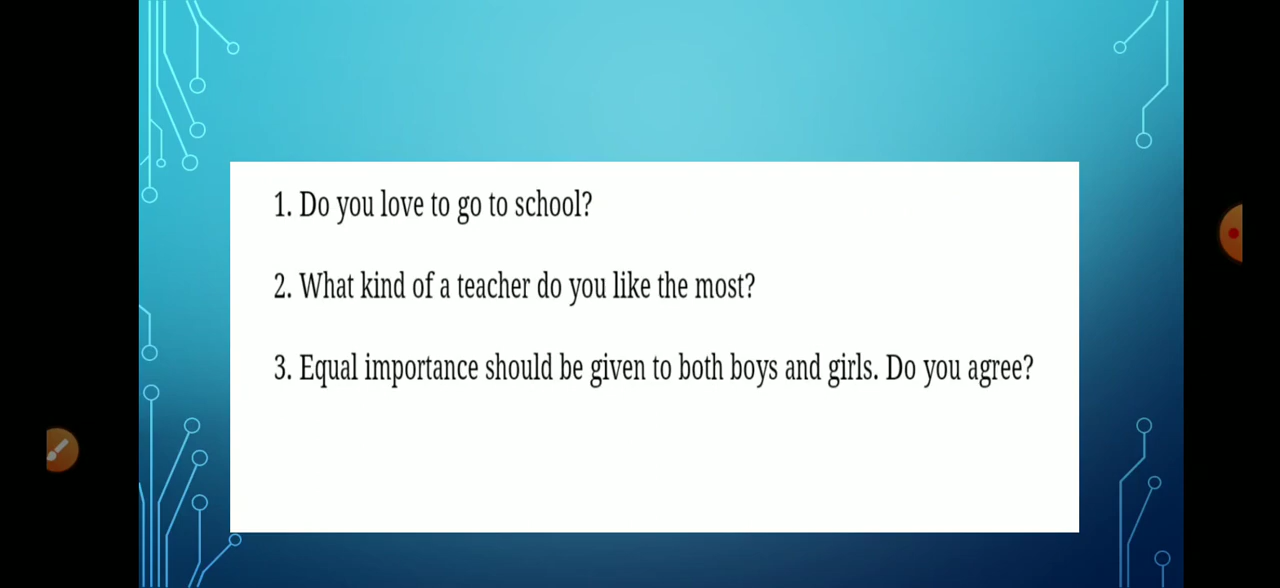 1. Do you love to go to school?
2. What kind of a teacher do you like the most?
3. Equal importance should be given to both boys and girls. Do you agree?